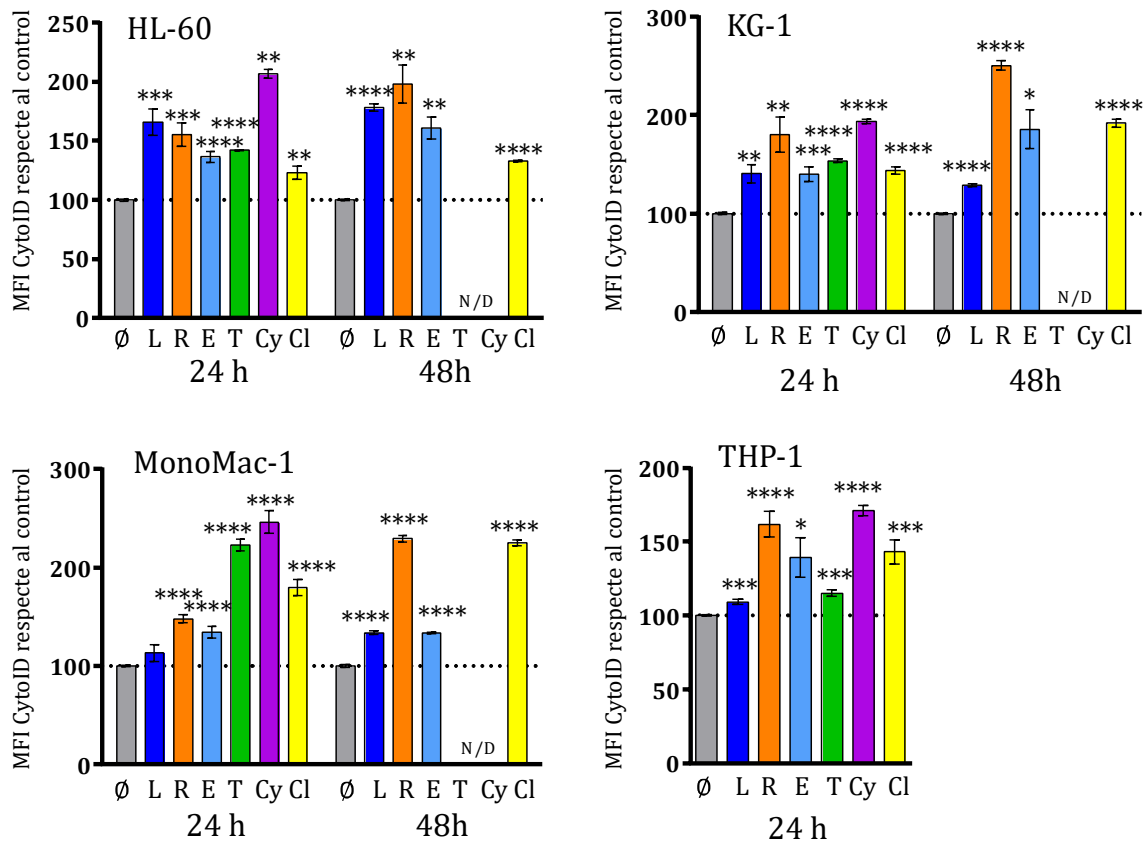 HL-60
MFI CytoID respecte al control
250
200
150
100
50
0
*** *** **** **** ** **
**** ** ** ****
N/D
Ø L R E T Cy Cl Ø L R E T Cy Cl
24 h 48h
KG-1
MFI CytoID respecte al control
300
200
100
0
** ** *** **** **** ****
**** **** * ****
N/D
Ø L R E T Cy Cl Ø L R E T Cy Cl
24 h 48h
MonoMac-1
MFI CytoID respecte al control
300
200
100
0
**** **** **** **** ****
**** **** **** ****
N/D
Ø L R E T Cy Cl Ø L R E T Cy Cl
24 h 48h
THP-1
MFI CytoID respecte al control
200
150
100
50
0
*** **** * *** **** ***
Ø L R E T Cy Cl
24 h